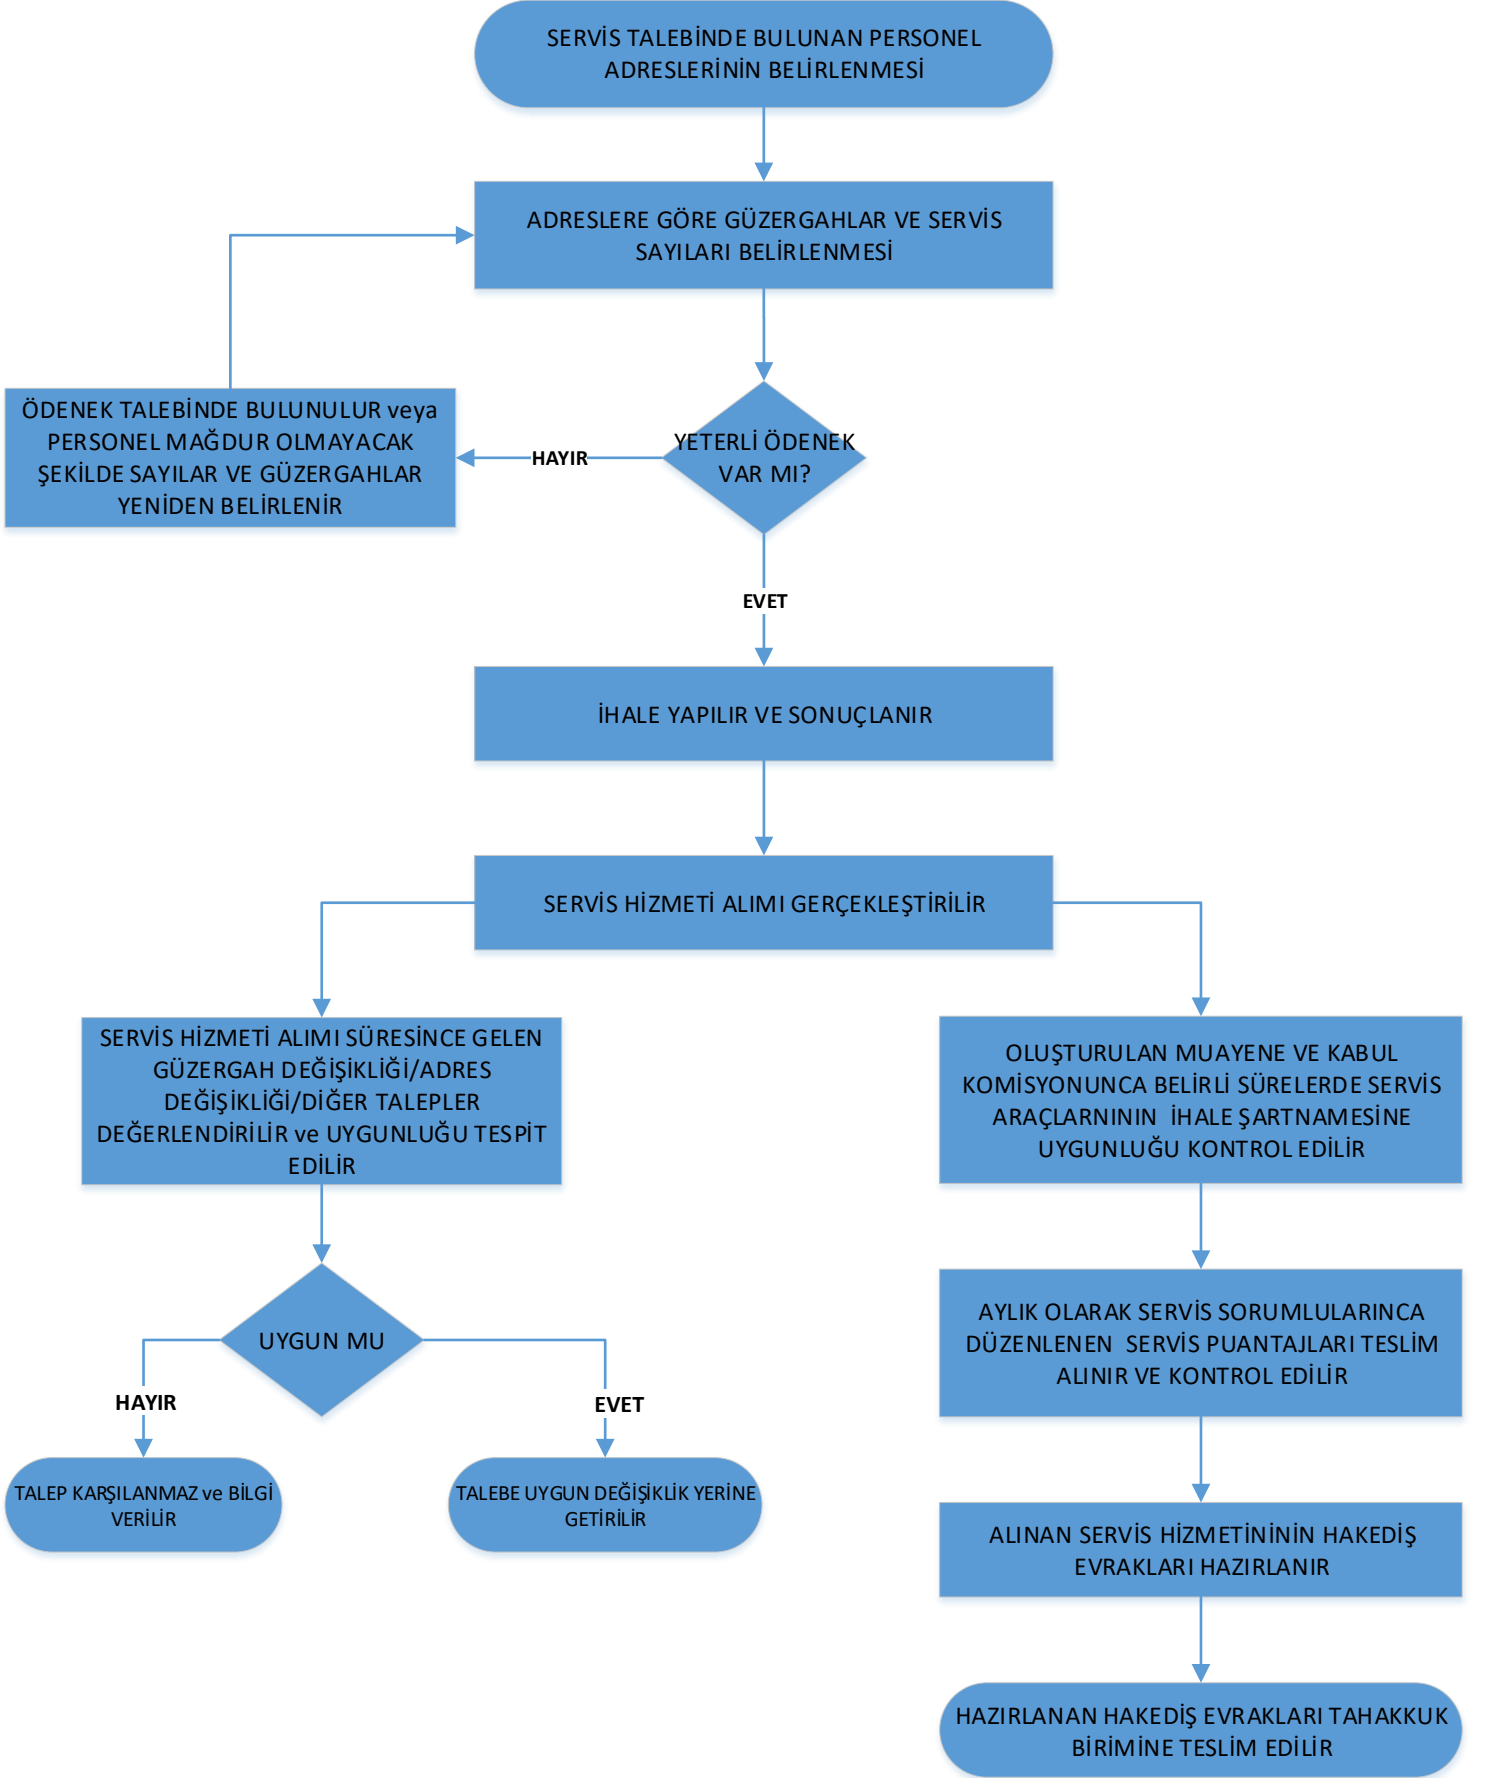 SERVİS TALEBİNDE BULUNAN PERSONEL
ADRESLERİNİN BELİRLENMESİ
ADRESLERE GÖRE GÜZERGAHLAR VE SERVİS
SAYILARI BELİRLENMESİ
ÖDENEK TALEBİNDE BULUNULUR veya
PERSONEL MAĞDUR OLMAYACAK
ŞEKİLDE SAYILAR VE GÜZERGAHLAR
YENİDEN BELİRLENİR
HAYIR
YETERLİ ÖDENEK
VAR MI?
EVET
İHALE YAPILIR VE SONUÇLANIR
SERVİS HİZMETİ ALIMI GERÇEKLEŞTİRİLİR
SERVİS HİZMETİ ALIMI SÜRESİNCE GELEN
GÜZERGAH DEĞİŞİKLİĞİ/ADRES
DEĞİŞİKLİĞİ/DİĞER TALEPLER
DEĞERLENDİRİLİR ve UYGUNLUĞU TESPİT
EDİLİR
UYGUN MU
HAYIR
EVET
TALEP KARŞILANMAZ ve BİLGİ
VERİLİR
TALEBE UYGUN DEĞİŞİKLİK YERİNE
GETİRİLİR
OLUŞTURULAN MUAYENE VE KABUL
KOMİSYONUNCA BELİRLİ SÜRELERDE SERVİS
ARAÇLARNININ İHALE ŞARTNAMESİNE
UYGUNLUĞU KONTROL EDİLİR
AYLIK OLARAK SERVİS SORUMLULARINCA
DÜZENLENEN SERVİS PUANTAJLARI TESLİM
ALINIR VE KONTROL EDİLİR
ALINAN SERVİS HİZMETİNİNİN HAKEDİŞ
EVRAKLARI HAZIRLANIR
HAZIRLANAN HAKEDİŞ EVRAKLARI TAHAKKUK
BİRİMİNE TESLİM EDİLİR